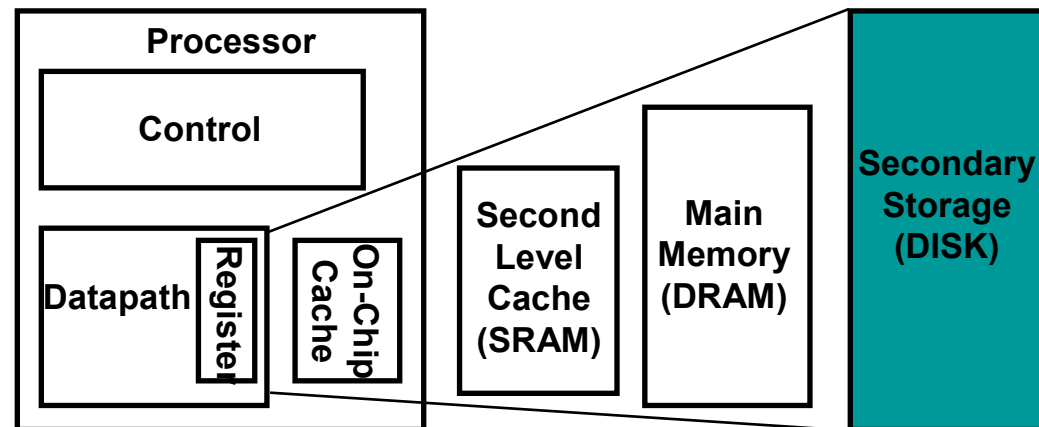 Processor
Control
Datapath
Register
On-Chip
Cache
Second
Level
Cache
(SRAM)
Main
Memory
(DRAM)
Secondary
Storage
(DISK)